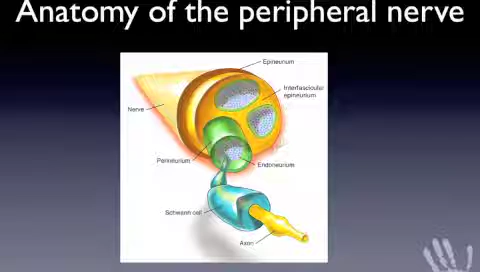 Anatomy of the peripheral nerve
Epineurium
Interfascicular
epineurium
Nerve
Perineurium
Endoneurium
Schwann cell
Axon